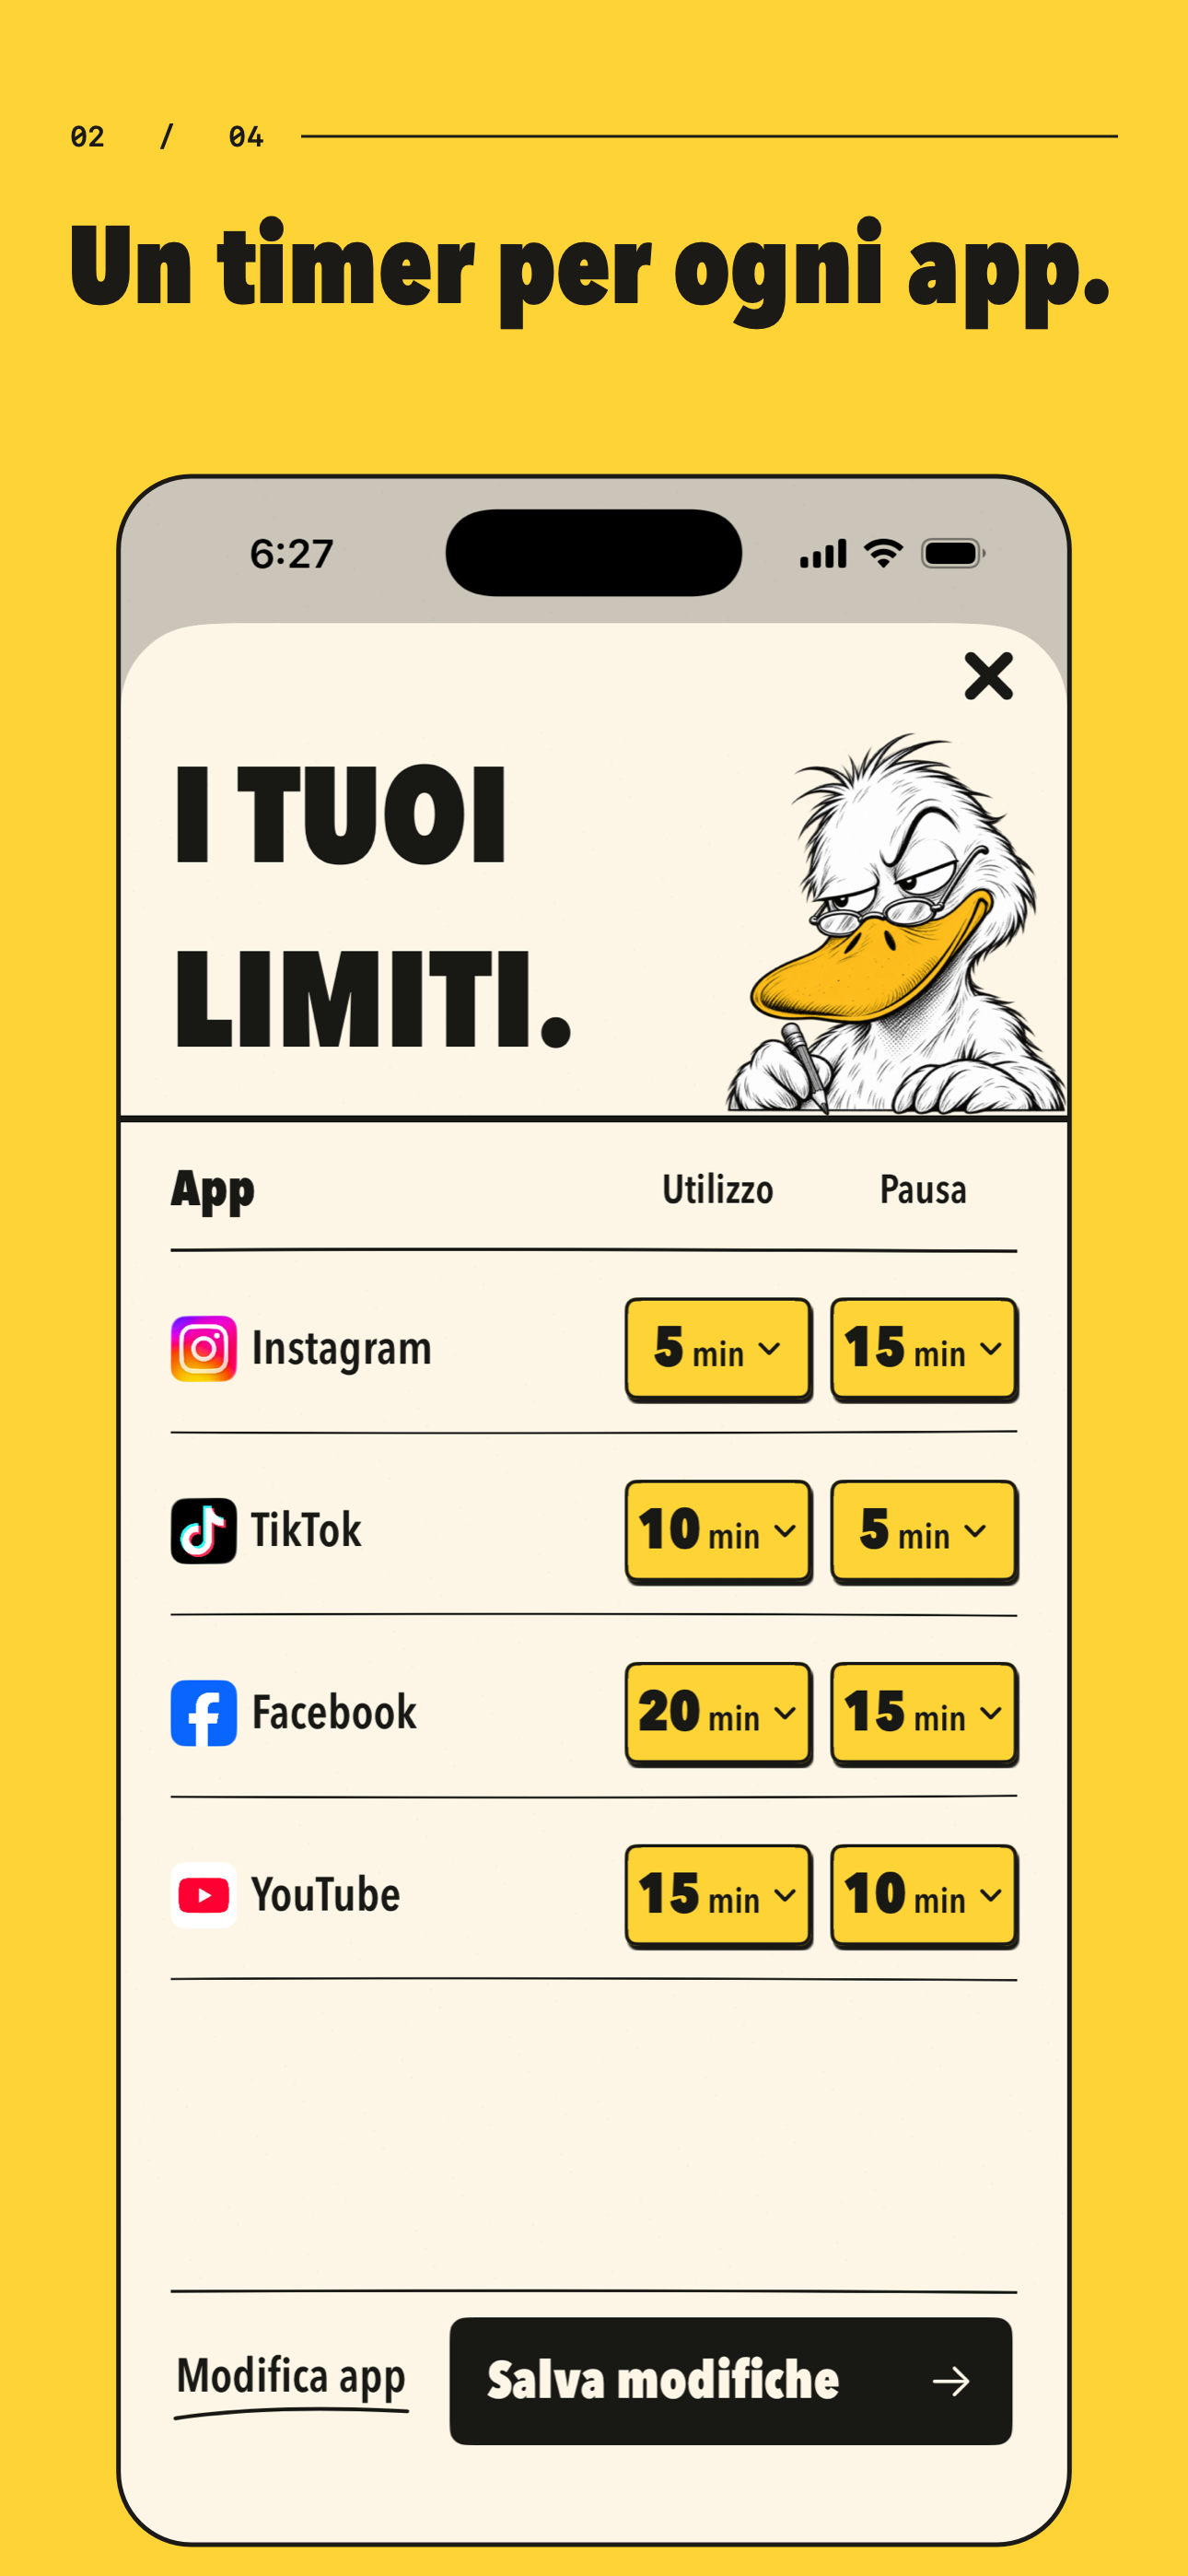 02 / 04
Un timer per ogni app.
6:27
I TUOI
LIMITI.
App Utilizzo Pausa
Instagram 5 min 15 min
TikTok 10 min 5 min
Facebook 20 min 15 min
YouTube 15 min 10 min
Modifica app Salva modifiche →